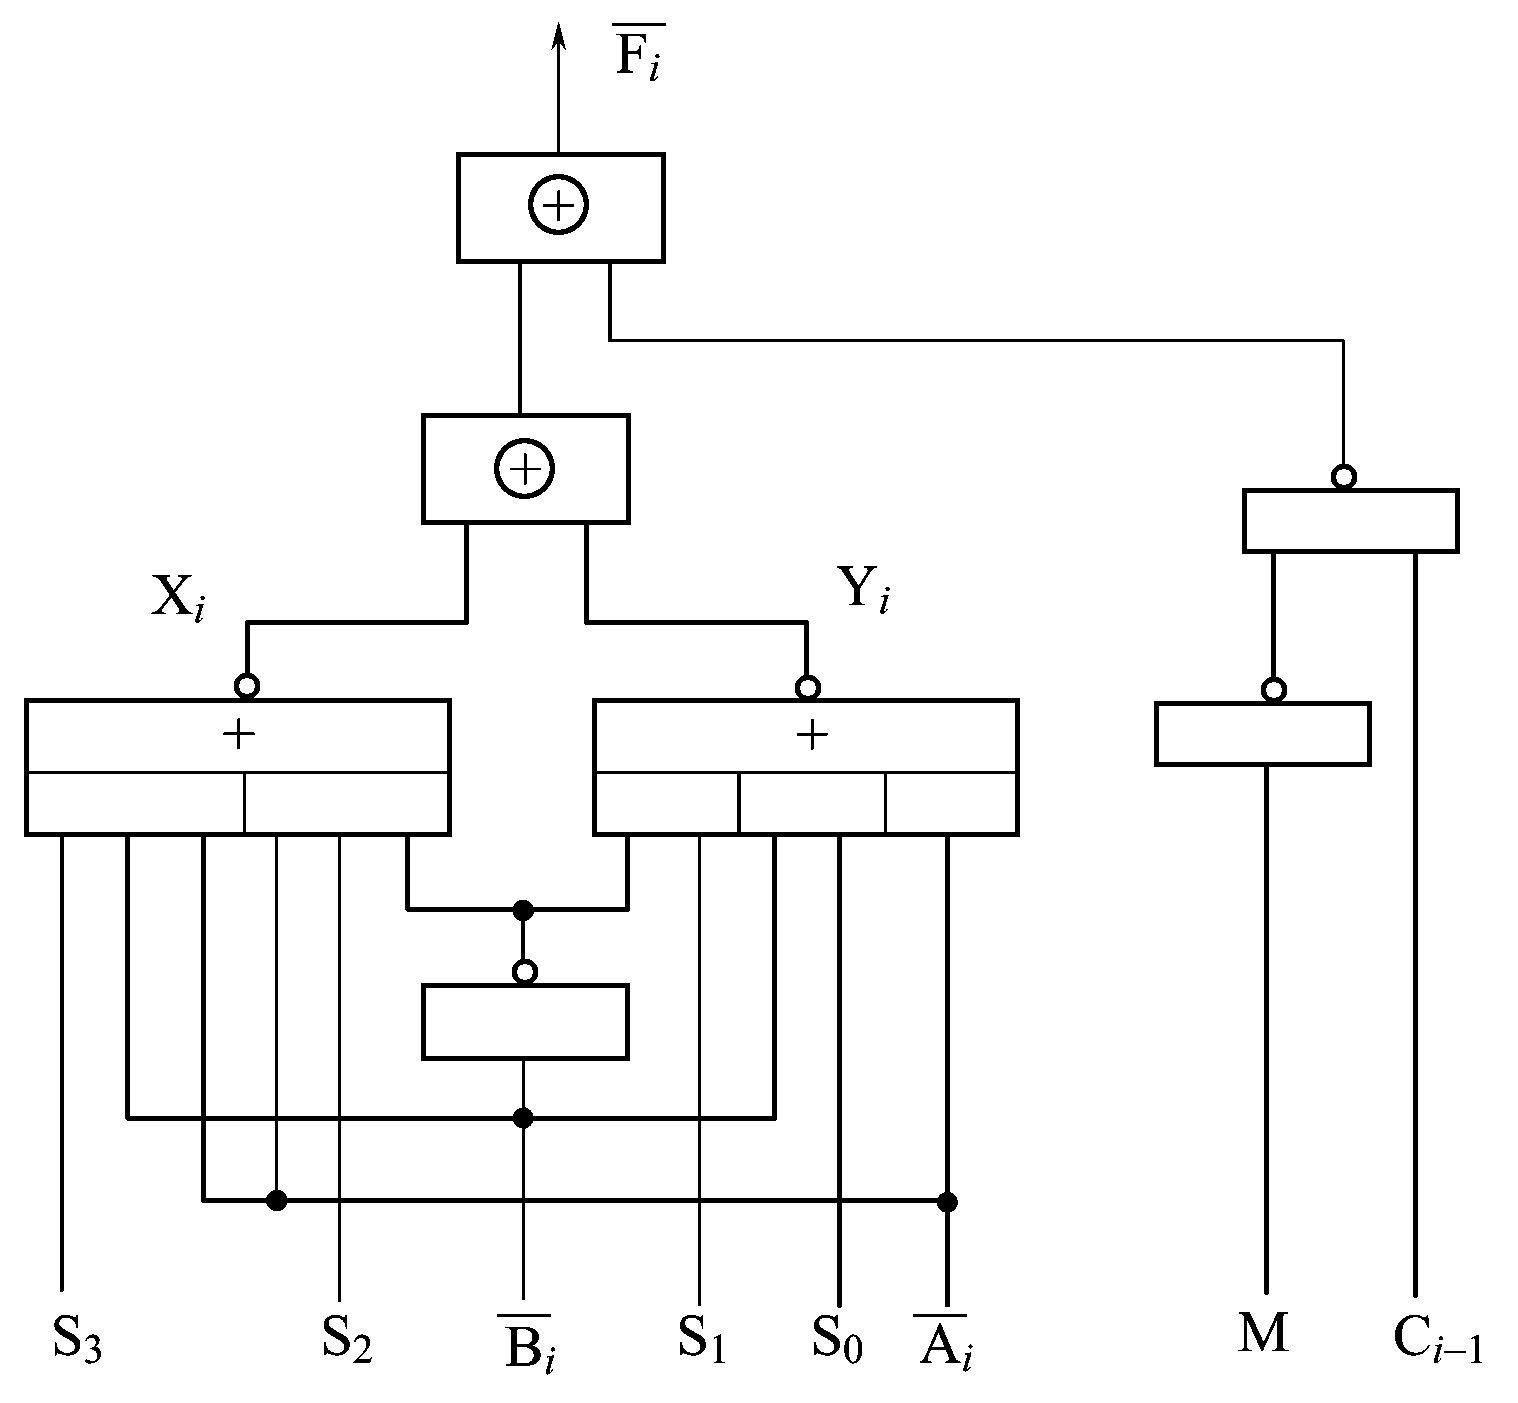 F̅ᵢ
⊕
⊕
Xᵢ Yᵢ
+ +
S₃ S₂ B̅ᵢ S₁ S₀ A̅ᵢ M Cᵢ₋₁